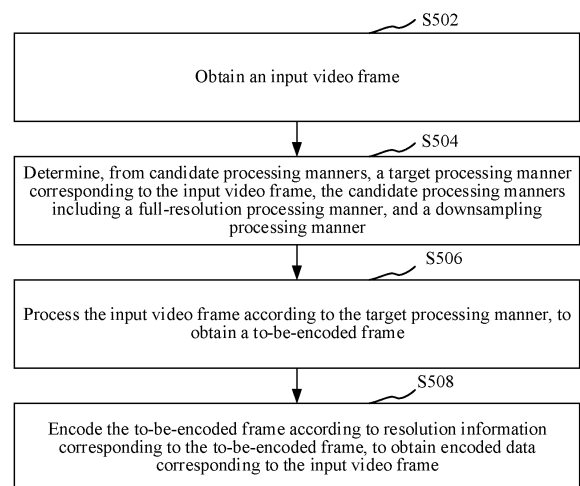 S502
Obtain an input video frame
S504
Determine, from candidate processing manners, a target processing manner
corresponding to the input video frame, the candidate processing manners
including a full-resolution processing manner, and a downsampling
processing manner
S506
Process the input video frame according to the target processing manner, to
obtain a to-be-encoded frame
S508
Encode the to-be-encoded frame according to resolution information
corresponding to the to-be-encoded frame, to obtain encoded data
corresponding to the input video frame